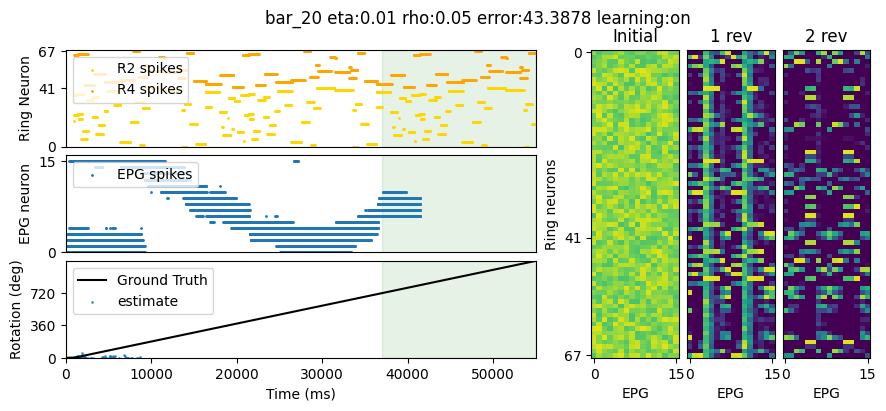 bar_20 eta:0.01 rho:0.05 error:43.3878 learning:on
Ring Neuron
67
41
0
R2 spikes
R4 spikes
EPG neuron
15
0
EPG spikes
Rotation (deg)
720
360
0
Ground Truth
estimate
0 10000 20000 30000 40000 50000
Time (ms)
Initial 1 rev 2 rev
Ring neurons
0
41
67
0 15 0 15 0 15
EPG EPG EPG